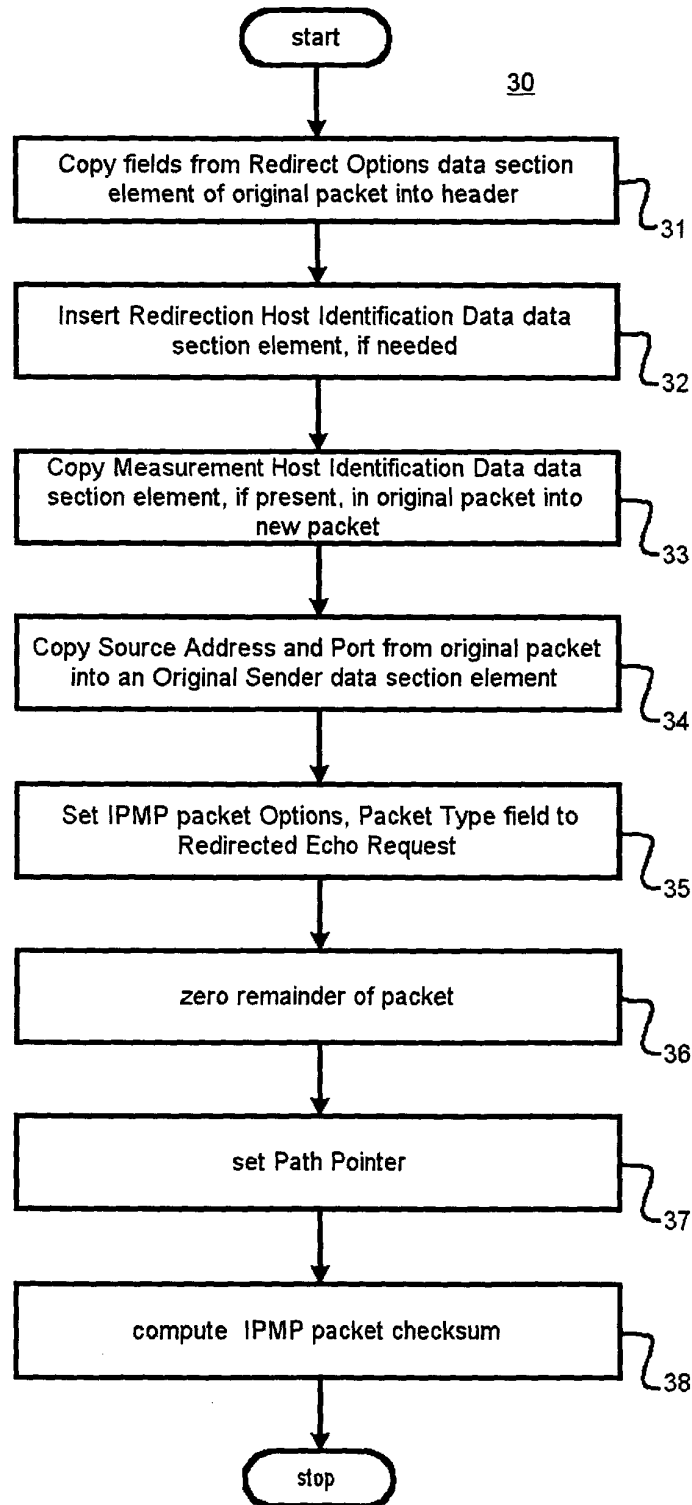 start
30
Copy fields from Redirect Options data section
element of original packet into header
31
Insert Redirection Host Identification Data data
section element, if needed
32
Copy Measurement Host Identification Data data
section element, if present, in original packet into
new packet
33
Copy Source Address and Port from original packet
into an Original Sender data section element
34
Set IPMP packet Options, Packet Type field to
Redirected Echo Request
35
zero remainder of packet
36
set Path Pointer
37
compute IPMP packet checksum
38
stop